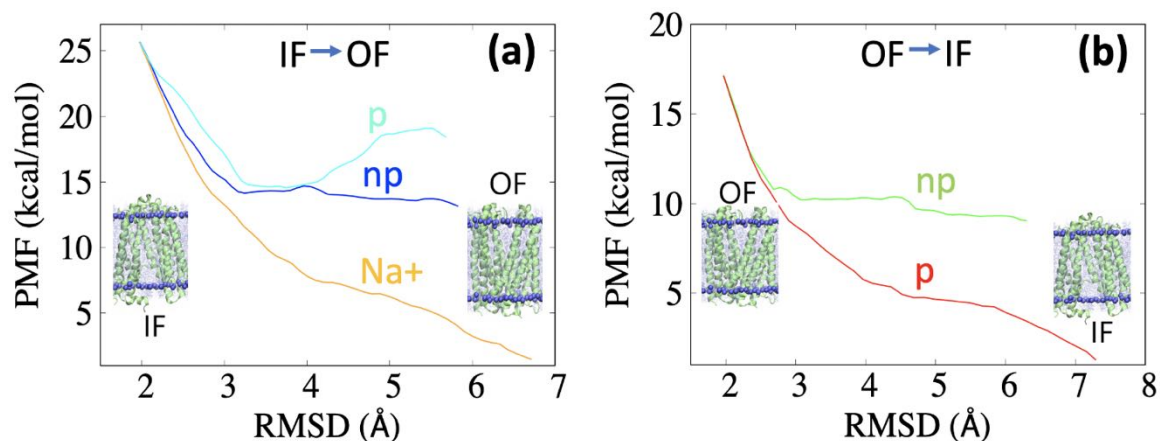 (a)
IF → OF
PMF (kcal/mol)
25
20
15
10
5
p
np
Na+
IF
OF
2 3 4 5 6 7
RMSD (Å)
(b)
OF → IF
PMF (kcal/mol)
20
15
10
5
np
p
OF
IF
2 3 4 5 6 7 8
RMSD (Å)